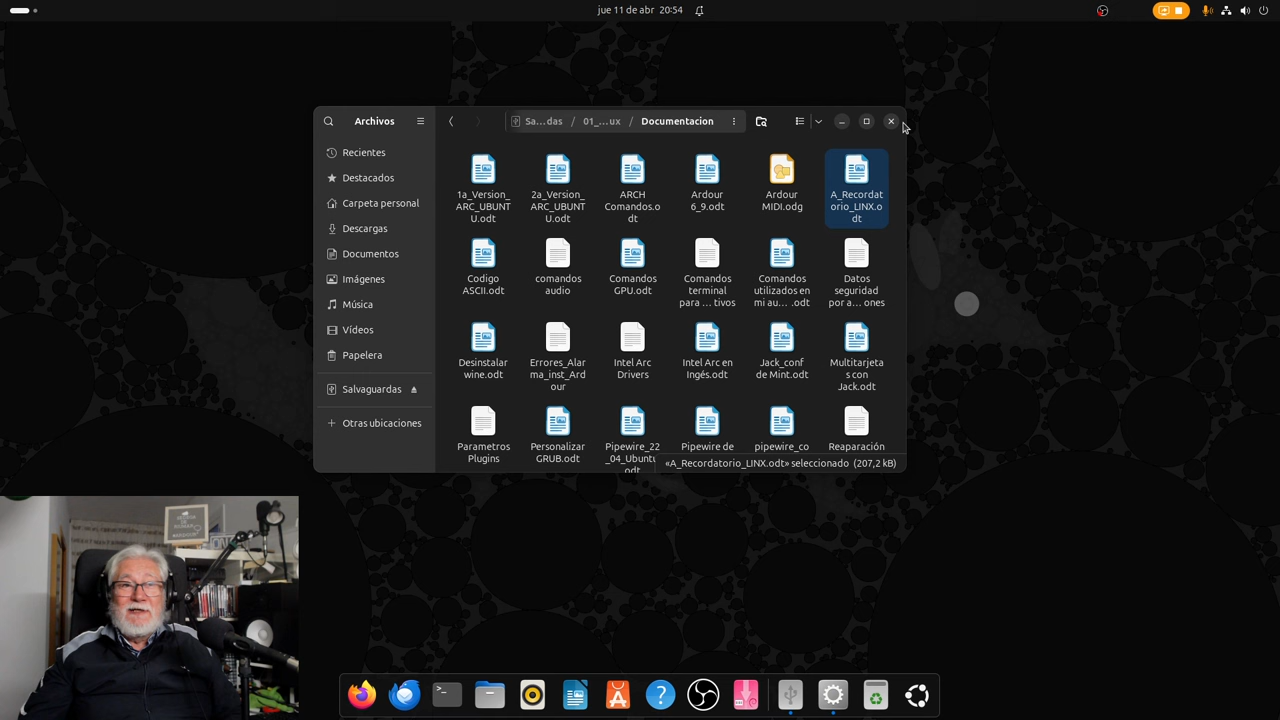 jue 11 de abr 20:54
Archivos
Sa...das / 01_...ux / Documentacion
Recientes
Destacados
Carpeta personal
Descargas
Documentos
Imágenes
Música
Vídeos
Papelera
Salvaguardas
Otras ubicaciones
1a_Version_
ARC_UBUNT
U.odt
2a_Version_
ARC_UBUNT
U.odt
ARCH
Comandos.o
dt
Ardour
6_9.odt
Ardour
MIDI.odg
A_Recordat
orio_LINX.o
dt
Codigo
ASCII.odt
comandos
audio
Comandos
GPU.odt
Comandos
terminal
para ... tivos
Comandos
utilizados en
mi au... .odt
Datos
seguridad
por a... ones
Desinstalar
wine.odt
Errores_Alar
ma_inst_Ard
our
Intel Arc
Drivers
Intel Arc en
Ingés.odt
Jack_conf
de Mint.odt
Multitarjeta
s con
Jack.odt
Parametros
Plugins
Personalizar
GRUB.odt
Pipewire_22
_04_Ubuntu
.odt
Pipewire de
pipewire_co
Reaparación
«A_Recordatorio_LINX.odt» seleccionado (207,2 kB)